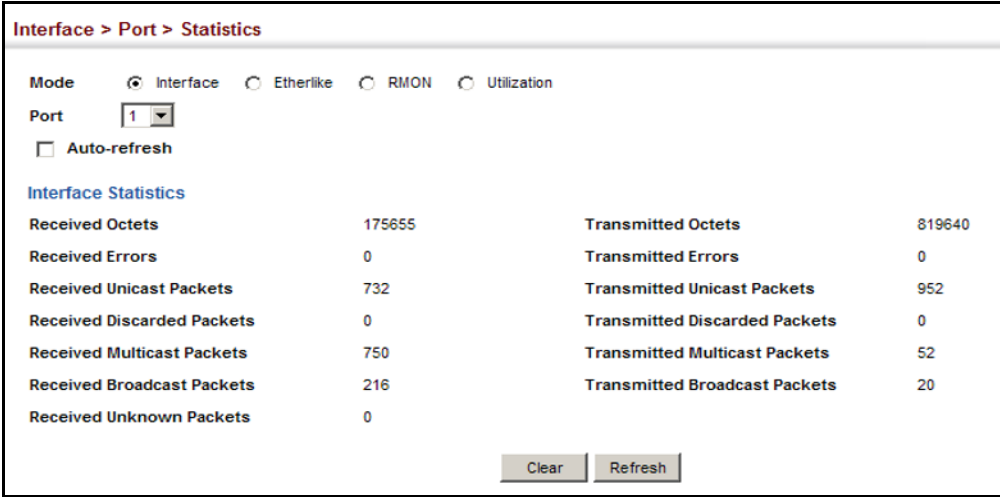 Interface > Port > Statistics
Mode Interface Etherlike RMON Utilization
Port 1
Auto-refresh
Interface Statistics
Received Octets 175655 Transmitted Octets 819640
Received Errors 0 Transmitted Errors 0
Received Unicast Packets 732 Transmitted Unicast Packets 952
Received Discarded Packets 0 Transmitted Discarded Packets 0
Received Multicast Packets 750 Transmitted Multicast Packets 52
Received Broadcast Packets 216 Transmitted Broadcast Packets 20
Received Unknown Packets 0
Clear Refresh